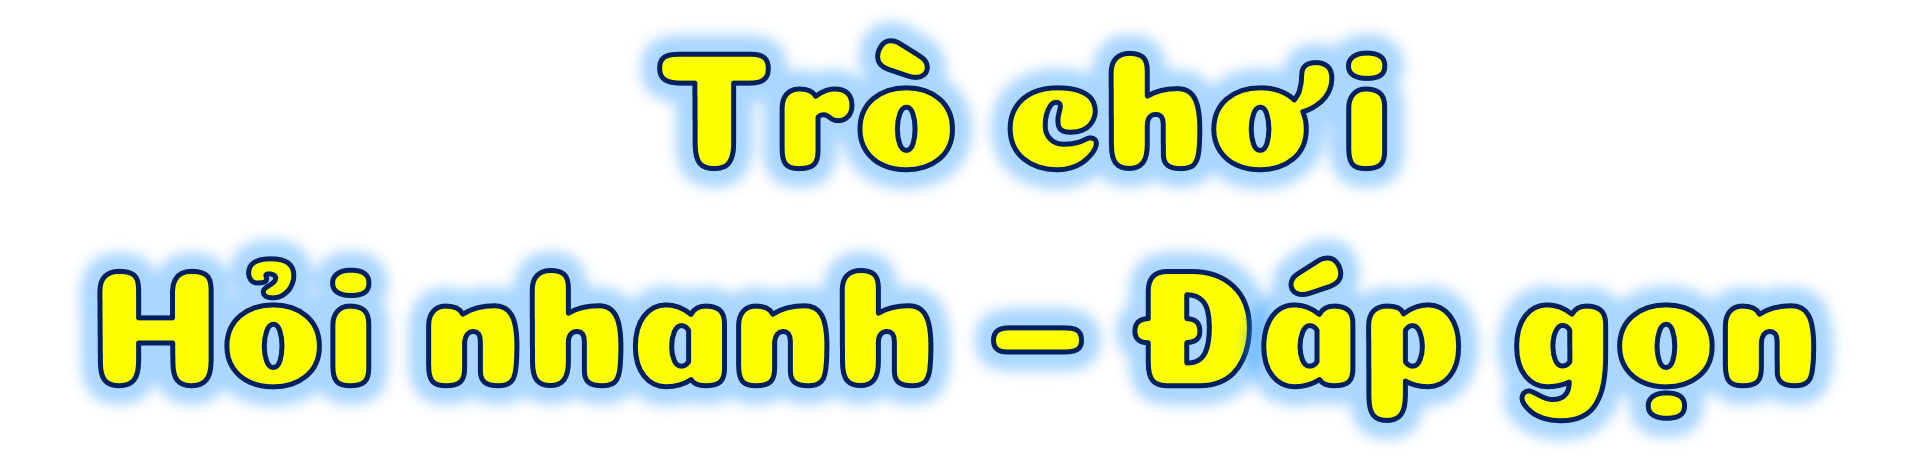 Trò chơi
Hỏi nhanh – Đáp gọn